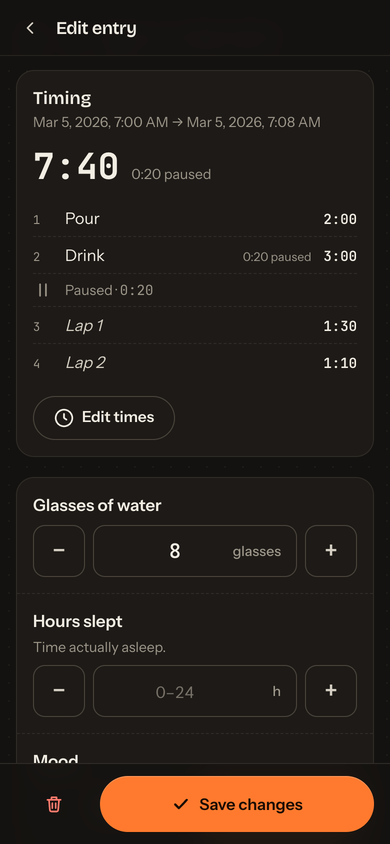 Edit entry
Timing
Mar 5, 2026, 7:00 AM → Mar 5, 2026, 7:08 AM
7:40 0:20 paused
1 Pour 2:00
2 Drink 0:20 paused 3:00
Paused · 0:20
3 Lap 1 1:30
4 Lap 2 1:10
Edit times
Glasses of water
− 8 glasses +
Hours slept
Time actually asleep.
− 0–24 h +
Mood
Save changes